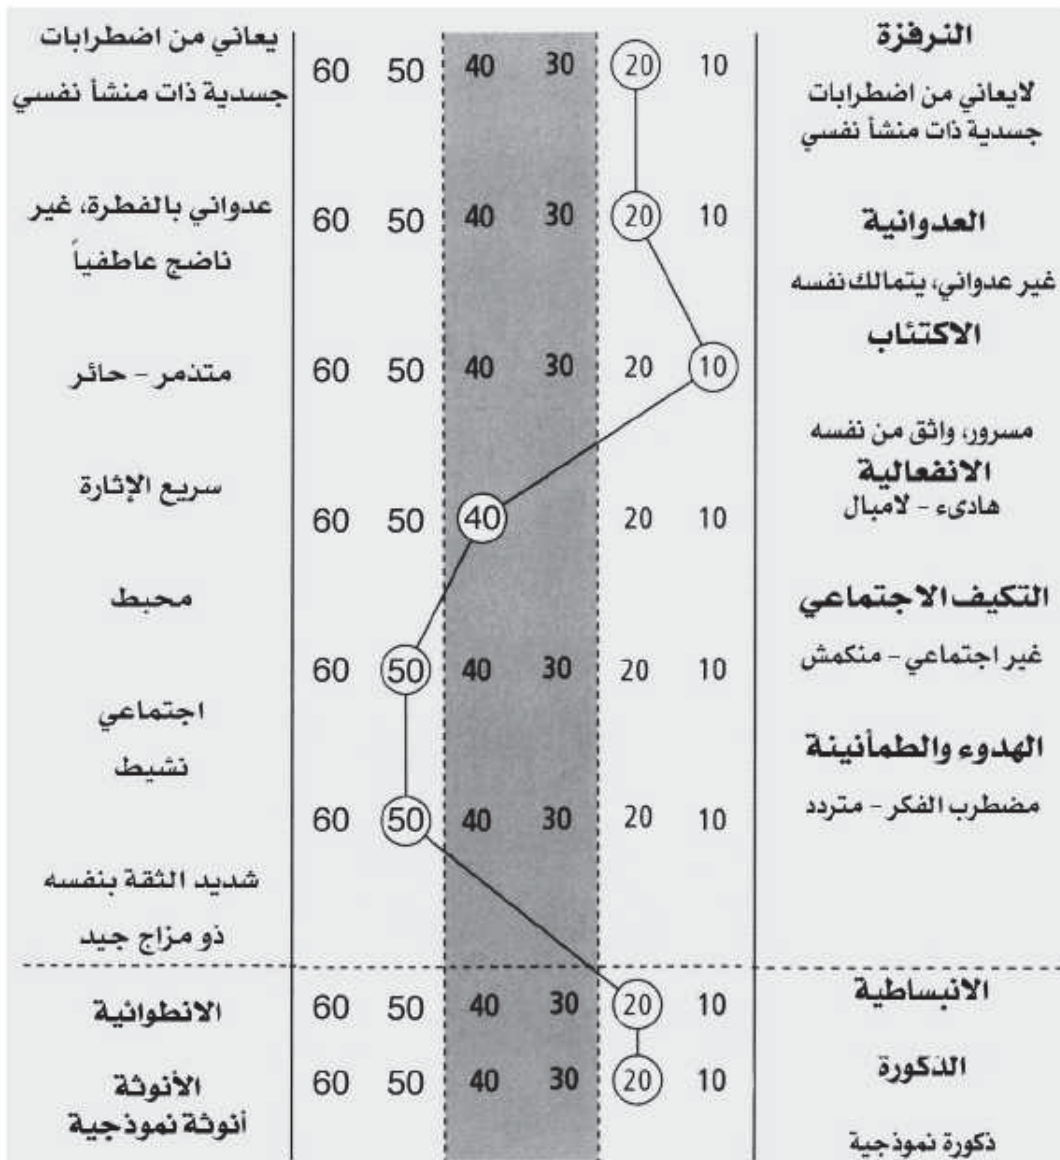 النرفزة
لايعاني من اضطرابات
جسدية ذات منشأ نفسي
10 20 30 40 50 60
يعاني من اضطرابات
جسدية ذات منشأ نفسي
العدوانية
غير عدواني، يتمالك نفسه
10 20 30 40 50 60
عدواني بالفطرة، غير
ناضج عاطفياً
الاكتئاب
مسرور، واثق من نفسه
10 20 30 40 50 60
متذمر - حائر
الانفعالية
هادىء - لامبال
10 20 40 50 60
سريع الإثارة
التكيف الاجتماعي
غير اجتماعي - منكمش
10 20 30 40 50 60
محبط
اجتماعي
نشيط
الهدوء والطمأنينة
مضطرب الفكر - متردد
10 20 30 40 50 60
شديد الثقة بنفسه
ذو مزاج جيد
الانبساطية
10 20 30 40 50 60
الانطوائية
الذكورة
ذكورة نموذجية
10 20 30 40 50 60
الأنوثة
أنوثة نموذجية